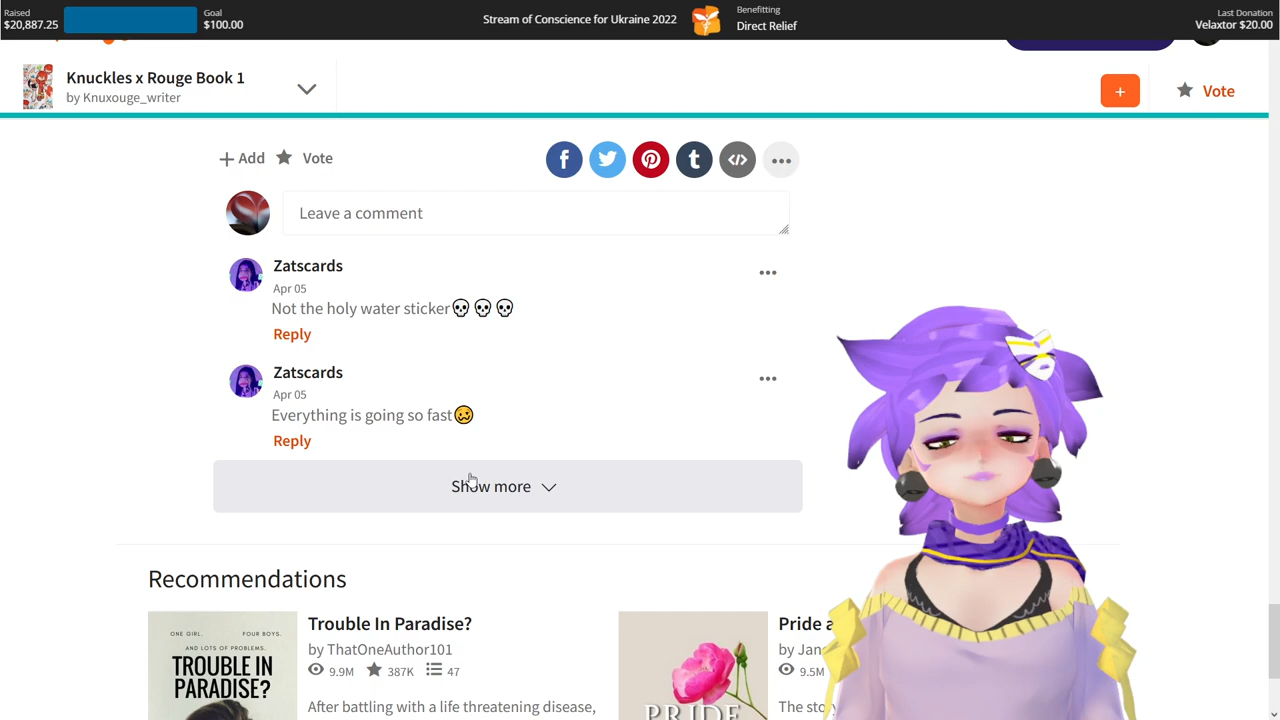 Raised
$20,887.25
Goal
$100.00
Stream of Conscience for Ukraine 2022
Benefitting
Direct Relief
Last Donation
Velaxtor $20.00
Knuckles x Rouge Book 1
by Knuxouge_writer
+
Vote
Add
Vote
Leave a comment
Zatscards
Apr 05
Not the holy water sticker💀💀💀
Reply
Zatscards
Apr 05
Everything is going so fast🥴
Reply
Show more
Recommendations
ONE GIRL. FOUR BOYS.
AND LOTS OF PROBLEMS.
TROUBLE IN
PARADISE?
Trouble In Paradise?
by ThatOneAuthor101
9.9M 387K 47
After battling with a life threatening disease,
PRIDE
Pride
by
9.5M
The